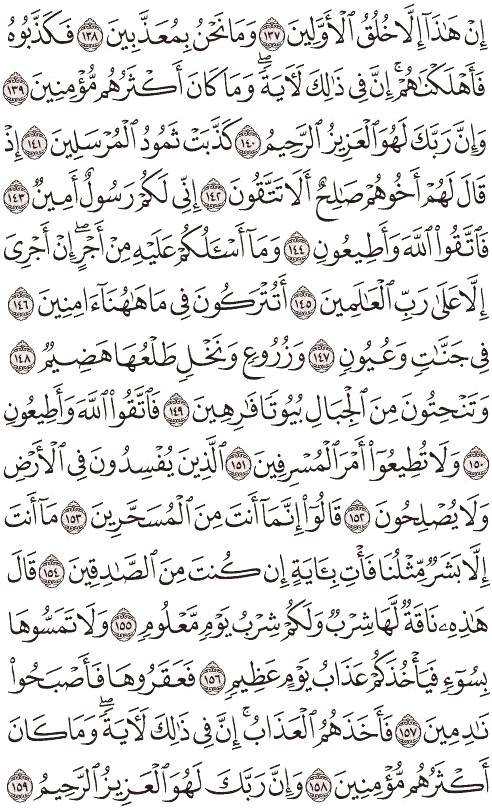 إِنْ هَٰذَآ إِلَّا خُلُقُ ٱلْأَوَّلِينَ ١٣٧ وَمَا نَحْنُ بِمُعَذَّبِينَ ١٣٨ فَكَذَّبُوهُ
فَأَهْلَكْنَٰهُمْ ۗ إِنَّ فِى ذَٰلِكَ لَءَايَةً ۖ وَمَا كَانَ أَكْثَرُهُم مُّؤْمِنِينَ ١٣٩
وَإِنَّ رَبَّكَ لَهُوَ ٱلْعَزِيزُ ٱلرَّحِيمُ ١٤٠ كَذَّبَتْ ثَمُودُ ٱلْمُرْسَلِينَ ١٤١ إِذْ
قَالَ لَهُمْ أَخُوهُمْ صَٰلِحٌ أَلَا تَتَّقُونَ ١٤٢ إِنِّى لَكُمْ رَسُولٌ أَمِينٌ ١٤٣
فَٱتَّقُوا۟ ٱللَّهَ وَأَطِيعُونِ ١٤٤ وَمَآ أَسْـَٔلُكُمْ عَلَيْهِ مِنْ أَجْرٍ ۖ إِنْ أَجْرِىَ
إِلَّا عَلَىٰ رَبِّ ٱلْعَٰلَمِينَ ١٤٥ أَتُتْرَكُونَ فِى مَا هَٰهُنَآ ءَامِنِينَ ١٤٦
فِى جَنَّٰتٍ وَعُيُونٍ ١٤٧ وَزُرُوعٍ وَنَخْلٍ طَلْعُهَا هَضِيمٌ ١٤٨
وَتَنْحِتُونَ مِنَ ٱلْجِبَالِ بُيُوتًا فَٰرِهِينَ ١٤٩ فَٱتَّقُوا۟ ٱللَّهَ وَأَطِيعُونِ
١٥٠ وَلَا تُطِيعُوٓا۟ أَمْرَ ٱلْمُسْرِفِينَ ١٥١ ٱلَّذِينَ يُفْسِدُونَ فِى ٱلْأَرْضِ
وَلَا يُصْلِحُونَ ١٥٢ قَالُوٓا۟ إِنَّمَآ أَنتَ مِنَ ٱلْمُسَحَّرِينَ ١٥٣ مَآ أَنتَ
إِلَّا بَشَرٌ مِّثْلُنَا فَأْتِ بِـَٔايَةٍ إِن كُنتَ مِنَ ٱلصَّٰدِقِينَ ١٥٤ قَالَ
هَٰذِهِۦ نَاقَةٌ لَّهَا شِرْبٌ وَلَكُمْ شِرْبُ يَوْمٍ مَّعْلُومٍ ١٥٥ وَلَا تَمَسُّوهَا
بِسُوٓءٍ فَيَأْخُذَكُمْ عَذَابُ يَوْمٍ عَظِيمٍ ١٥٦ فَعَقَرُوهَا فَأَصْبَحُوا۟
نَٰدِمِينَ ١٥٧ فَأَخَذَهُمُ ٱلْعَذَابُ ۗ إِنَّ فِى ذَٰلِكَ لَءَايَةً ۖ وَمَا كَانَ
أَكْثَرُهُم مُّؤْمِنِينَ ١٥٨ وَإِنَّ رَبَّكَ لَهُوَ ٱلْعَزِيزُ ٱلرَّحِيمُ ١٥٩